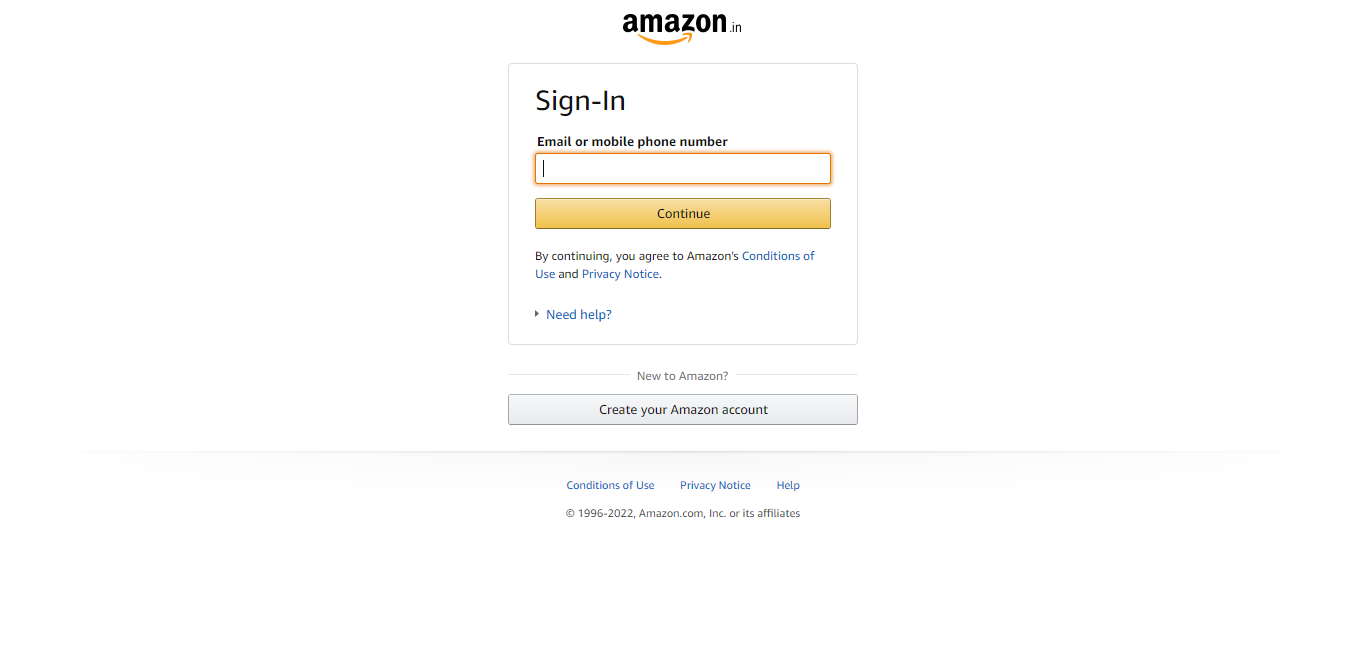 amazon.in
Sign-In
Email or mobile phone number
Continue
By continuing, you agree to Amazon's Conditions of
Use and Privacy Notice.
Need help?
New to Amazon?
Create your Amazon account
Conditions of Use Privacy Notice Help
© 1996-2022, Amazon.com, Inc. or its affiliates